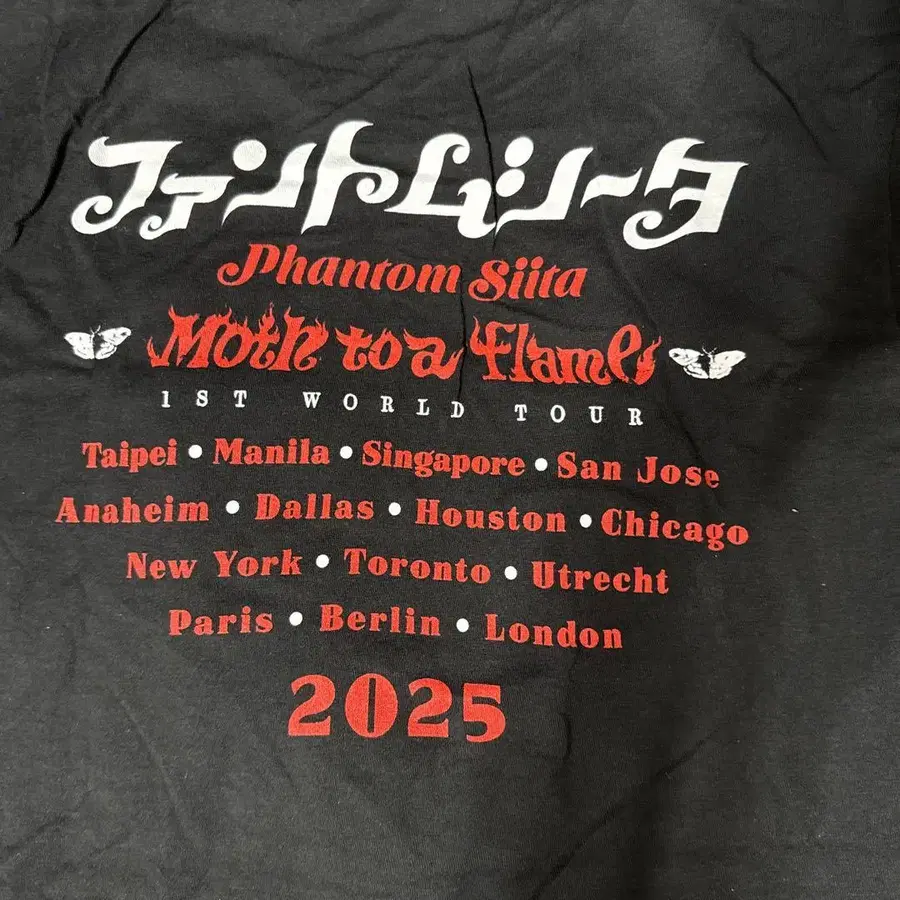 ファントムシータ
Phantom Siita
Moth to a flame
1ST WORLD TOUR
Taipei • Manila • Singapore • San Jose
Anaheim • Dallas • Houston • Chicago
New York • Toronto • Utrecht
Paris • Berlin • London
2025